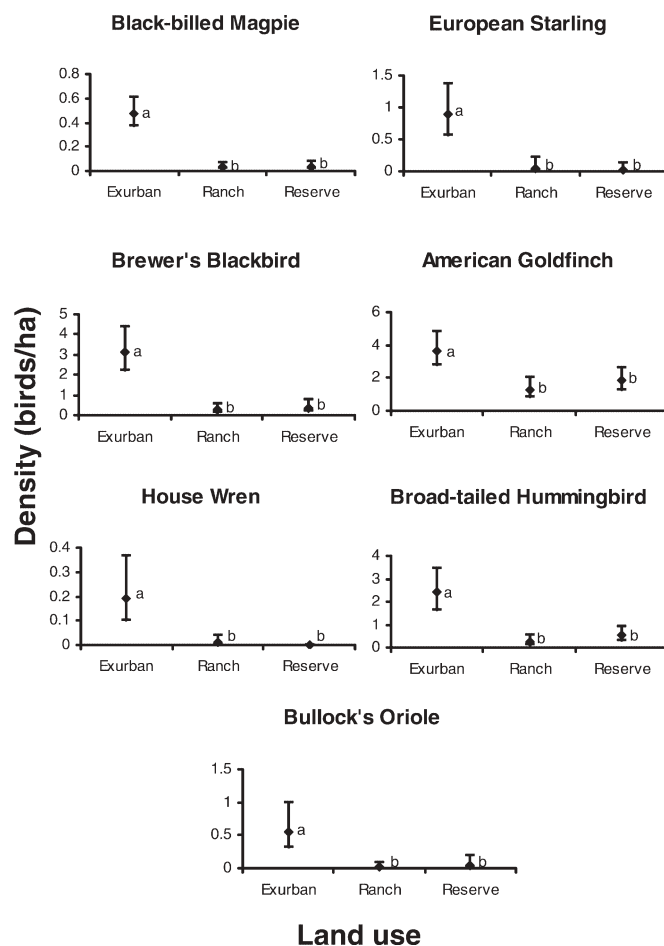 Black-billed Magpie
0.8
0.6
0.4
0.2
0
a
b
b
Exurban Ranch Reserve
European Starling
1.5
1
0.5
0
a
b
b
Exurban Ranch Reserve
Density (birds/ha)
Brewer's Blackbird
5
4
3
2
1
0
a
b
b
Exurban Ranch Reserve
American Goldfinch
6
4
2
0
a
b
b
Exurban Ranch Reserve
House Wren
0.4
0.3
0.2
0.1
0
a
b
b
Exurban Ranch Reserve
Broad-tailed Hummingbird
4
3
2
1
0
a
b
b
Exurban Ranch Reserve
Bullock's Oriole
1.5
1
0.5
0
a
b
b
Exurban Ranch Reserve
Land use